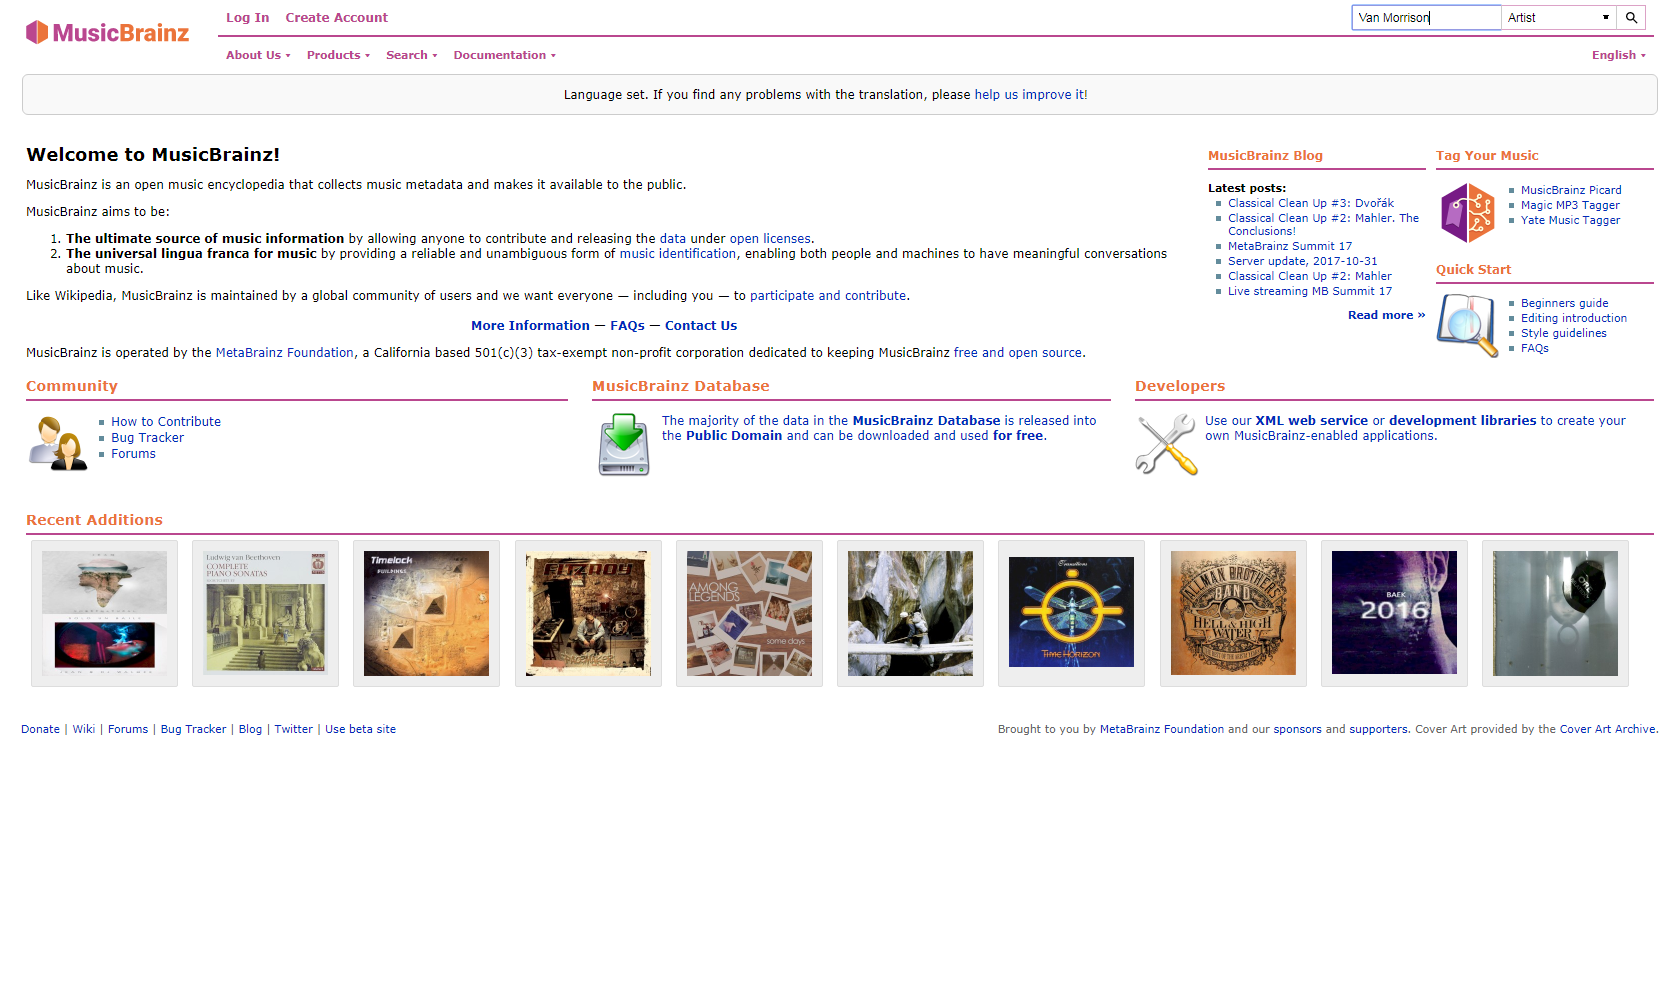 MusicBrainz
Log In Create Account
Van Morrison Artist
About Us Products Search Documentation
English
Language set. If you find any problems with the translation, please help us improve it!
Welcome to MusicBrainz!
MusicBrainz is an open music encyclopedia that collects music metadata and makes it available to the public.
MusicBrainz aims to be:
1. The ultimate source of music information by allowing anyone to contribute and releasing the data under open licenses.
2. The universal lingua franca for music by providing a reliable and unambiguous form of music identification, enabling both people and machines to have meaningful conversations
about music.
Like Wikipedia, MusicBrainz is maintained by a global community of users and we want everyone — including you — to participate and contribute.
More Information — FAQs — Contact Us
MusicBrainz is operated by the MetaBrainz Foundation, a California based 501(c)(3) tax-exempt non-profit corporation dedicated to keeping MusicBrainz free and open source.
MusicBrainz Blog
Latest posts:
Classical Clean Up #3: Dvořák
Classical Clean Up #2: Mahler. The
Conclusions!
MetaBrainz Summit 17
Server update, 2017-10-31
Classical Clean Up #2: Mahler
Live streaming MB Summit 17
Read more »
Tag Your Music
MusicBrainz Picard
Magic MP3 Tagger
Yate Music Tagger
Quick Start
Beginners guide
Editing introduction
Style guidelines
FAQs
Community
How to Contribute
Bug Tracker
Forums
MusicBrainz Database
The majority of the data in the MusicBrainz Database is released into
the Public Domain and can be downloaded and used for free.
Developers
Use our XML web service or development libraries to create your
own MusicBrainz-enabled applications.
Recent Additions
Ludwig van Beethoven
COMPLETE
PIANO SONATAS
Timelock
BUILDINGS
FITZROY
AMONG
LEGENDS
some days
Transitions
TIME HORIZON
ALLMAN BROTHERS
BAND
HELL & HIGH
WATER
BAEK
2016
Donate | Wiki | Forums | Bug Tracker | Blog | Twitter | Use beta site
Brought to you by MetaBrainz Foundation and our sponsors and supporters. Cover Art provided by the Cover Art Archive.